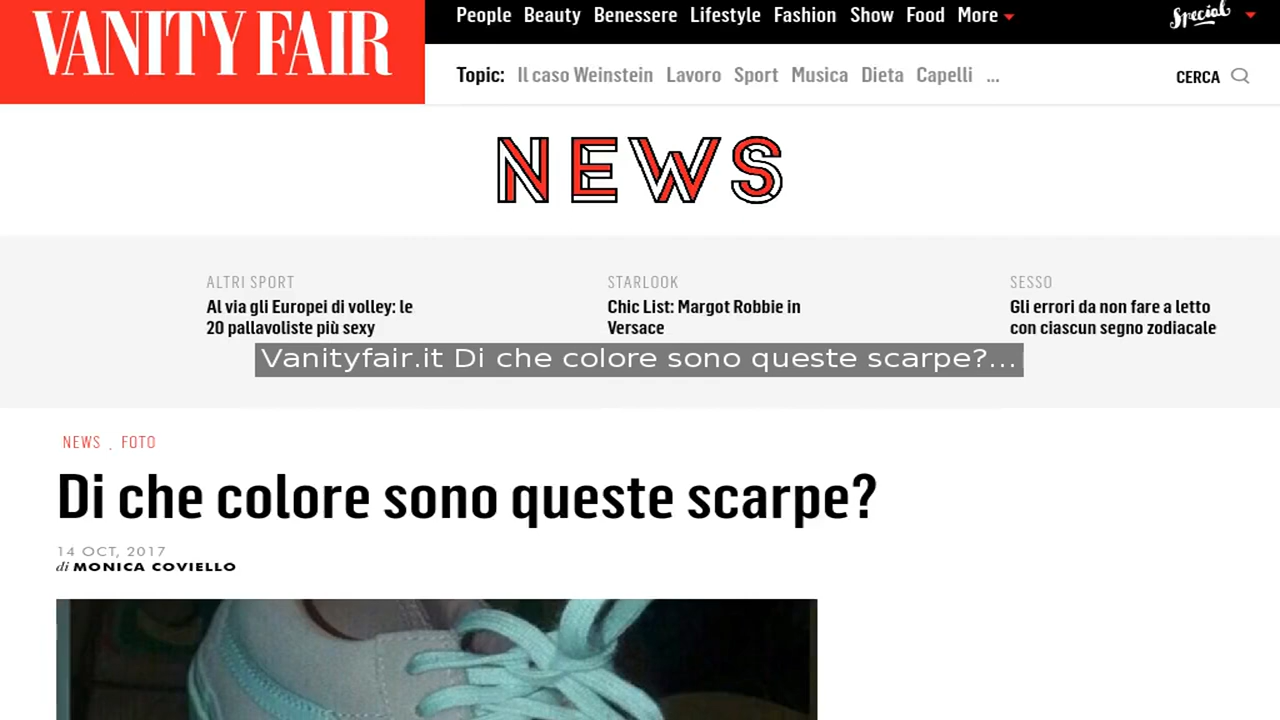 VANITY FAIR
People Beauty Benessere Lifestyle Fashion Show Food More
Special
Topic: Il caso Weinstein Lavoro Sport Musica Dieta Capelli ...
CERCA
NEWS
ALTRI SPORT
Al via gli Europei di volley: le
20 pallavoliste più sexy
STARLOOK
Chic List: Margot Robbie in
Versace
SESSO
Gli errori da non fare a letto
con ciascun segno zodiacale
Vanityfair.it Di che colore sono queste scarpe?...
NEWS . FOTO
Di che colore sono queste scarpe?
14 OCT, 2017
di MONICA COVIELLO